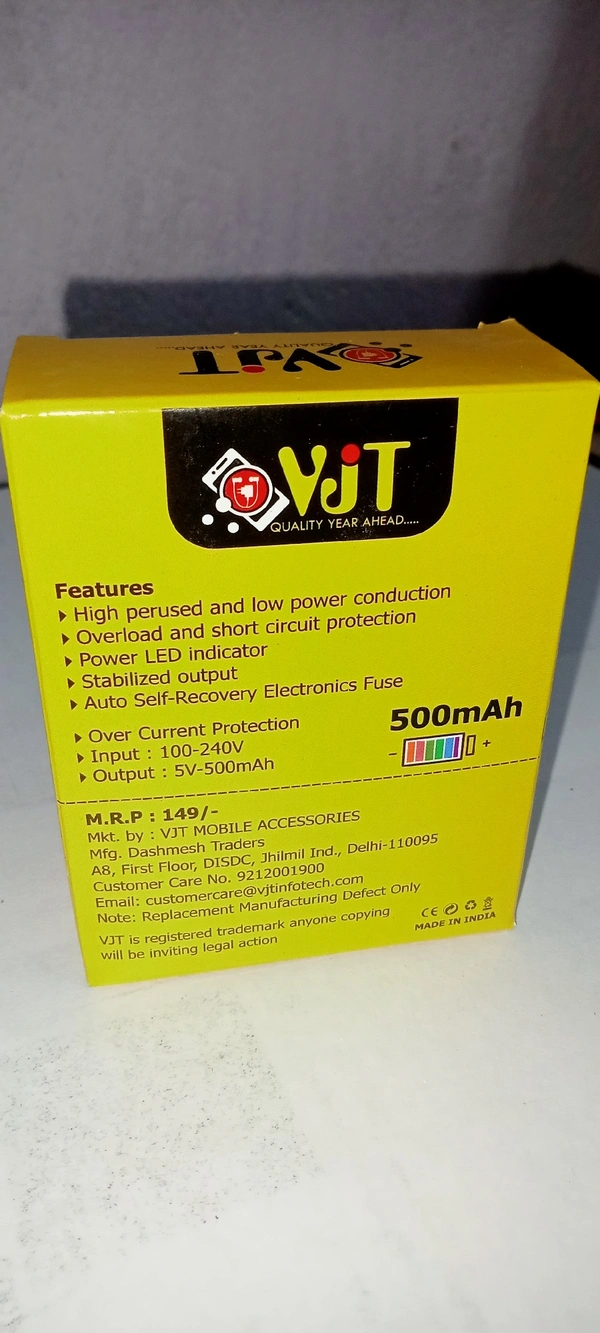 VJT
QUALITY YEAR AHEAD.....
VJT
QUALITY YEAR AHEAD.....
Features
High perused and low power conduction
Overload and short circuit protection
Power LED indicator
Stabilized output
Auto Self-Recovery Electronics Fuse
Over Current Protection
Input : 100-240V
Output : 5V-500mAh
500mAh
- +
M.R.P : 149/-
Mkt. by : VJT MOBILE ACCESSORIES
Mfg. Dashmesh Traders
A8, First Floor, DISDC, Jhilmil Ind., Delhi-110095
Customer Care No. 9212001900
Email: customercare@vjtinfotech.com
Note: Replacement Manufacturing Defect Only
VJT is registered trademark anyone copying
will be inviting legal action
CE
MADE IN INDIA